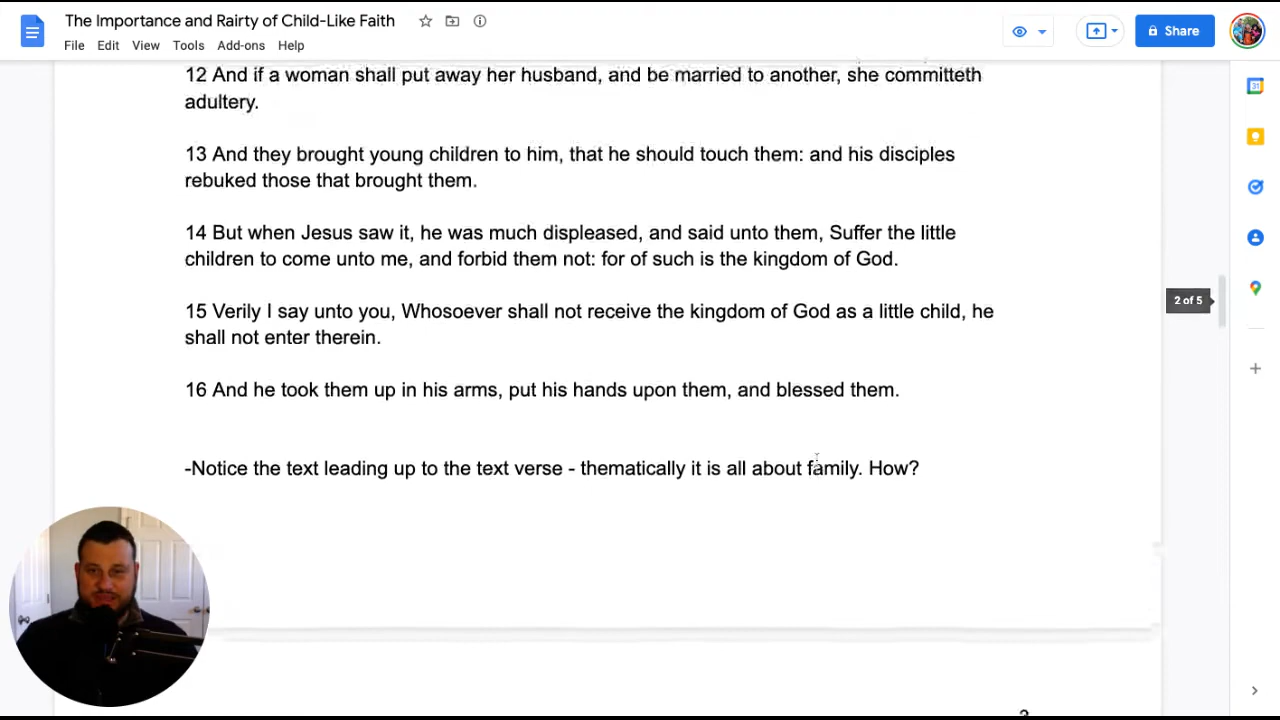 The Importance and Rairty of Child-Like Faith
File Edit View Tools Add-ons Help
Share
12 And if a woman shall put away her husband, and be married to another, she committeth
adultery.
13 And they brought young children to him, that he should touch them: and his disciples
rebuked those that brought them.
14 But when Jesus saw it, he was much displeased, and said unto them, Suffer the little
children to come unto me, and forbid them not: for of such is the kingdom of God.
15 Verily I say unto you, Whosoever shall not receive the kingdom of God as a little child, he
shall not enter therein.
16 And he took them up in his arms, put his hands upon them, and blessed them.
-Notice the text leading up to the text verse - thematically it is all about family. How?
2 of 5
31